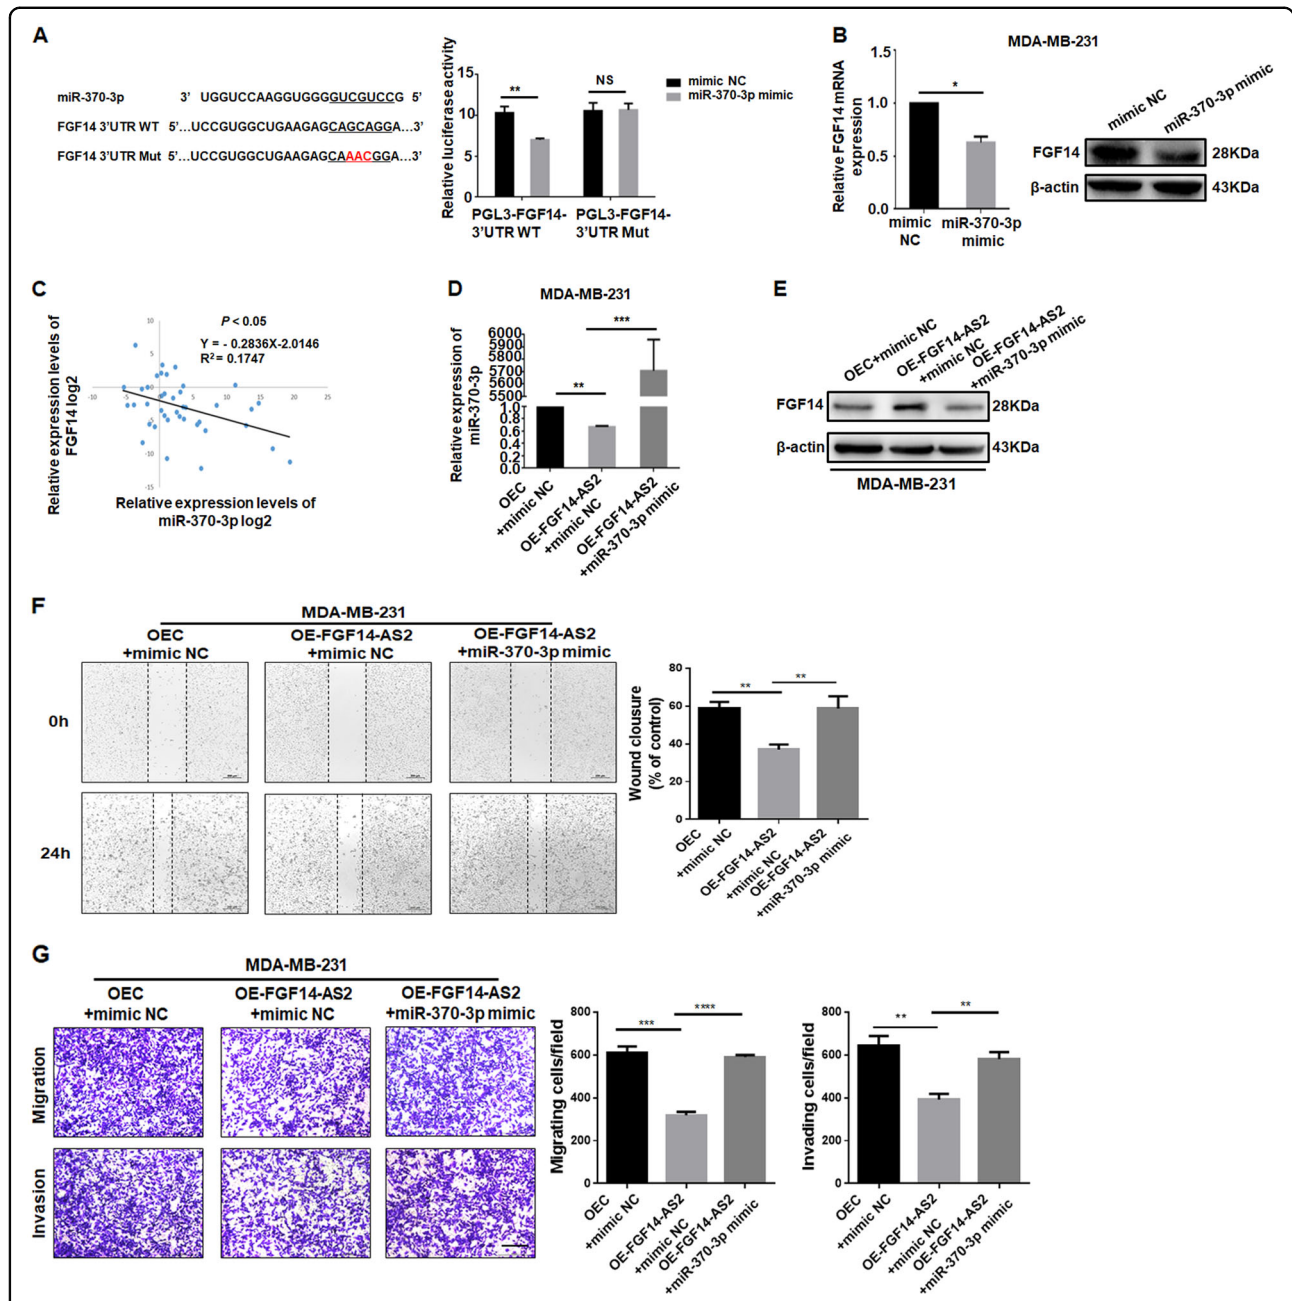 A
miR-370-3p 3' UGGUCCAAGGUGGGGUCGUCCG 5'
FGF14 3'UTR WT 5'...UCCGUGGCUGAAGAGCAGCAGGA...3'
FGF14 3'UTR Mut 5'...UCCGUGGCUGAAGAGCAAACGGA...3'
Relative luciferase activity
15
10
5
0
**
NS
mimic NC
miR-370-3p mimic
PGL3-FGF14-
3'UTR WT
PGL3-FGF14-
3'UTR Mut
B
MDA-MB-231
Relative FGF14 mRNA
expression
1.5
1.0
0.5
0.0
*
mimic
NC
miR-370-3p
mimic
mimic NC
miR-370-3p mimic
FGF14
28KDa
β-actin
43KDa
C
Relative expression levels of
FGF14 log2
P < 0.05
Y = - 0.2836X-2.0146
R² = 0.1747
10
5
0
-5
-10
-15
-10
-5
0
5
10
15
20
25
Relative expression levels of
miR-370-3p log2
D
MDA-MB-231
Relative expression of
miR-370-3p
6000
5900
5800
5700
5600
5500
1.0
0.8
0.6
0.4
0.2
0.0
**
***
OEC
+mimic NC
OE-FGF14-AS2
+mimic NC
OE-FGF14-AS2
+miR-370-3p mimic
E
OEC+mimic NC
OE-FGF14-AS2
+mimic NC
OE-FGF14-AS2
+miR-370-3p mimic
FGF14
28KDa
β-actin
43KDa
MDA-MB-231
F
MDA-MB-231
OEC
+mimic NC
OE-FGF14-AS2
+mimic NC
OE-FGF14-AS2
+miR-370-3p mimic
0h
24h
Wound clousure
(% of control)
80
60
40
20
0
**
**
OEC
+mimic NC
OE-FGF14-AS2
+mimic NC
OE-FGF14-AS2
+miR-370-3p mimic
G
MDA-MB-231
OEC
+mimic NC
OE-FGF14-AS2
+mimic NC
OE-FGF14-AS2
+miR-370-3p mimic
Migration
Invasion
Migrating cells/field
800
600
400
200
0
***
****
OEC
+mimic NC
OE-FGF14-AS2
+mimic NC
OE-FGF14-AS2
+miR-370-3p mimic
Invading cells/field
800
600
400
200
0
**
**
OEC
+mimic NC
OE-FGF14-AS2
+mimic NC
OE-FGF14-AS2
+miR-370-3p mimic